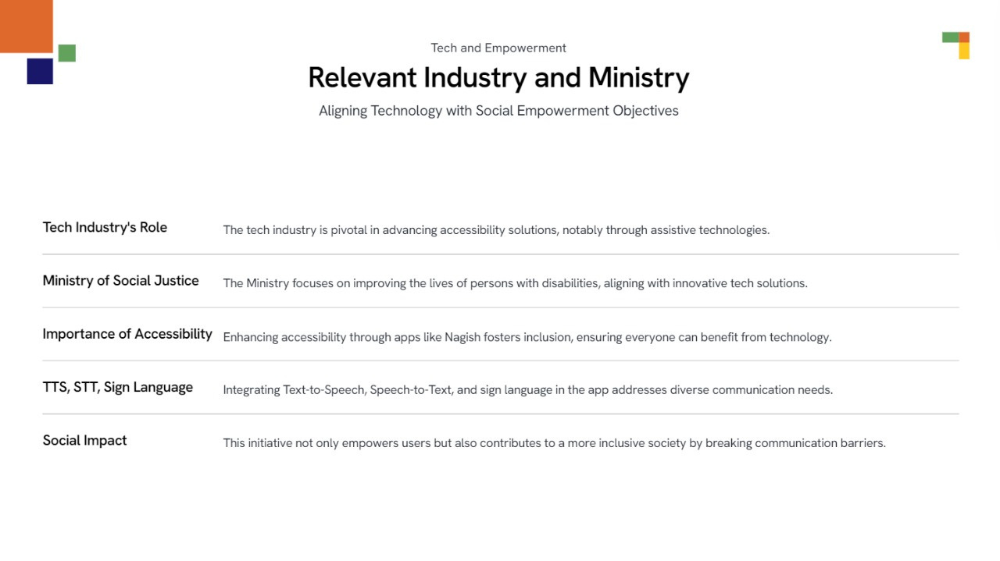 Tech and Empowerment
Relevant Industry and Ministry
Aligning Technology with Social Empowerment Objectives
Tech Industry's Role
The tech industry is pivotal in advancing accessibility solutions, notably through assistive technologies.
Ministry of Social Justice
The Ministry focuses on improving the lives of persons with disabilities, aligning with innovative tech solutions.
Importance of Accessibility
Enhancing accessibility through apps like Nagish fosters inclusion, ensuring everyone can benefit from technology.
TTS, STT, Sign Language
Integrating Text-to-Speech, Speech-to-Text, and sign language in the app addresses diverse communication needs.
Social Impact
This initiative not only empowers users but also contributes to a more inclusive society by breaking communication barriers.